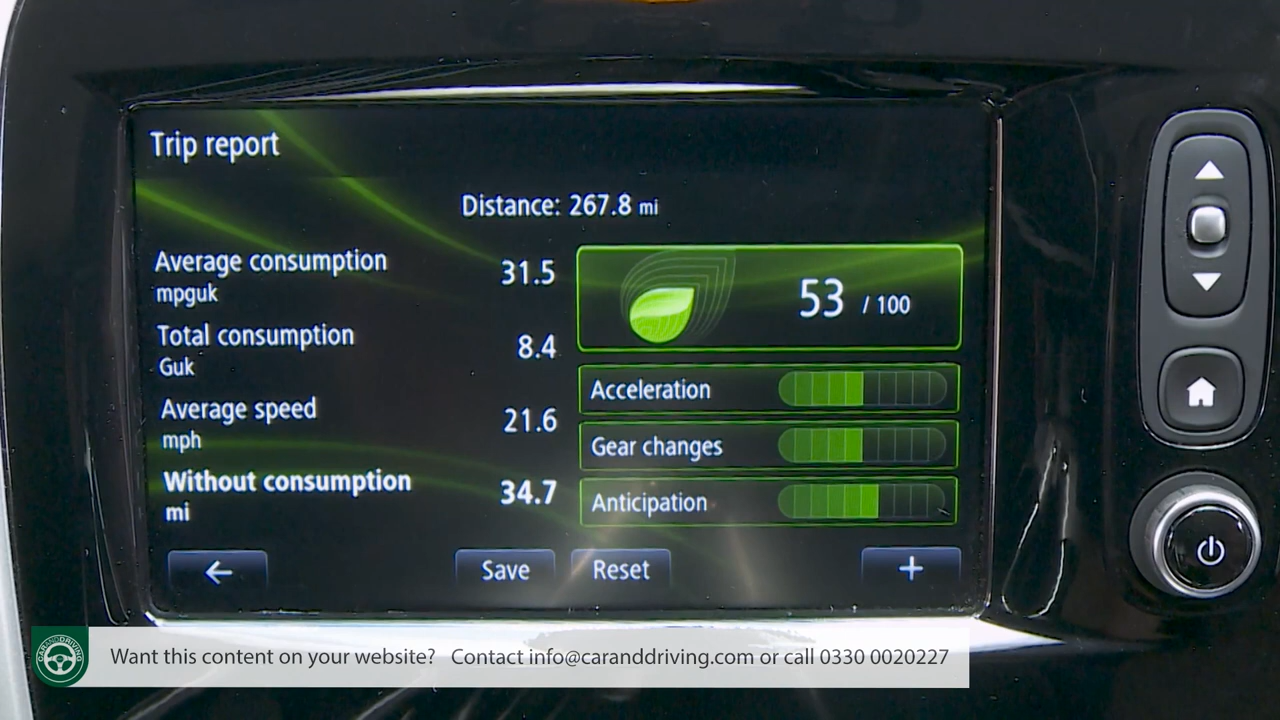 Trip report
Distance: 267.8 mi
Average consumption
mpguk
31.5
Total consumption
Guk
8.4
Average speed
mph
21.6
Without consumption
mi
34.7
53 / 100
Acceleration
Gear changes
Anticipation
Save
Reset
+
CARANDDRIVING
Want this content on your website? Contact info@caranddriving.com or call 0330 0020227